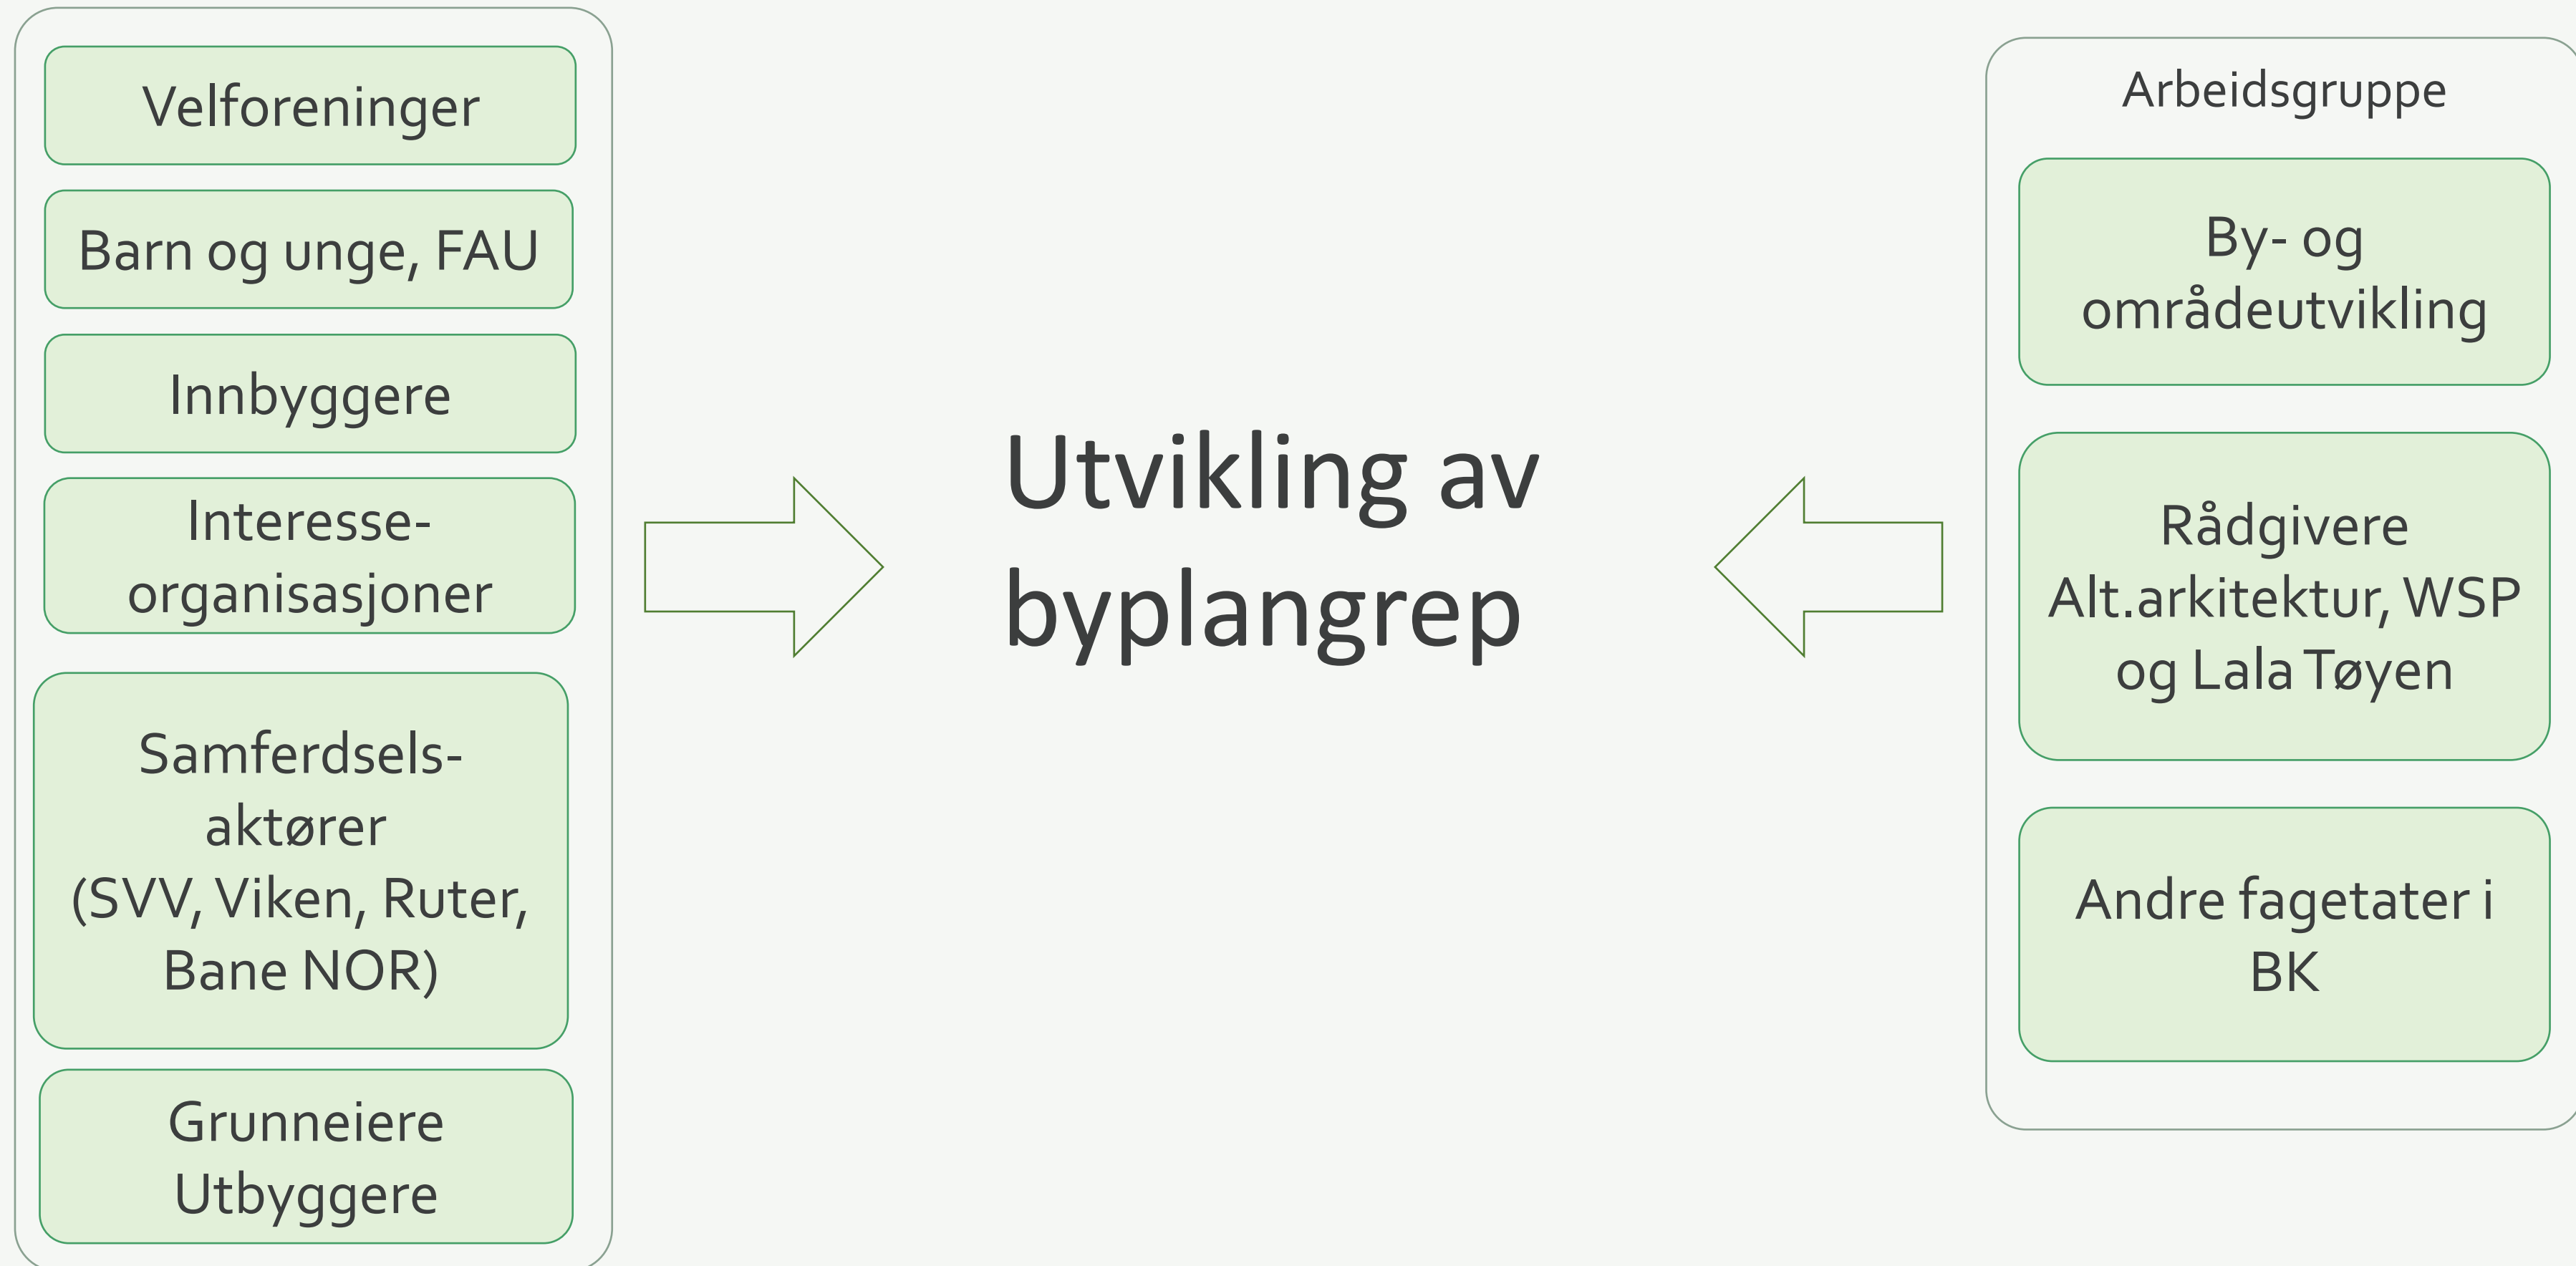 Velforeninger
Barn og unge, FAU
Innbyggere
Interesse-
organisasjoner
Samferdsels-
aktører
(SVV, Viken, Ruter,
Bane NOR)
Grunneiere
Utbyggere
Utvikling av
byplangrep
Arbeidsgruppe
By- og
områdeutvikling
Rådgivere
Alt.arkitektur, WSP
og Lala Tøyen
Andre fagetater i
BK